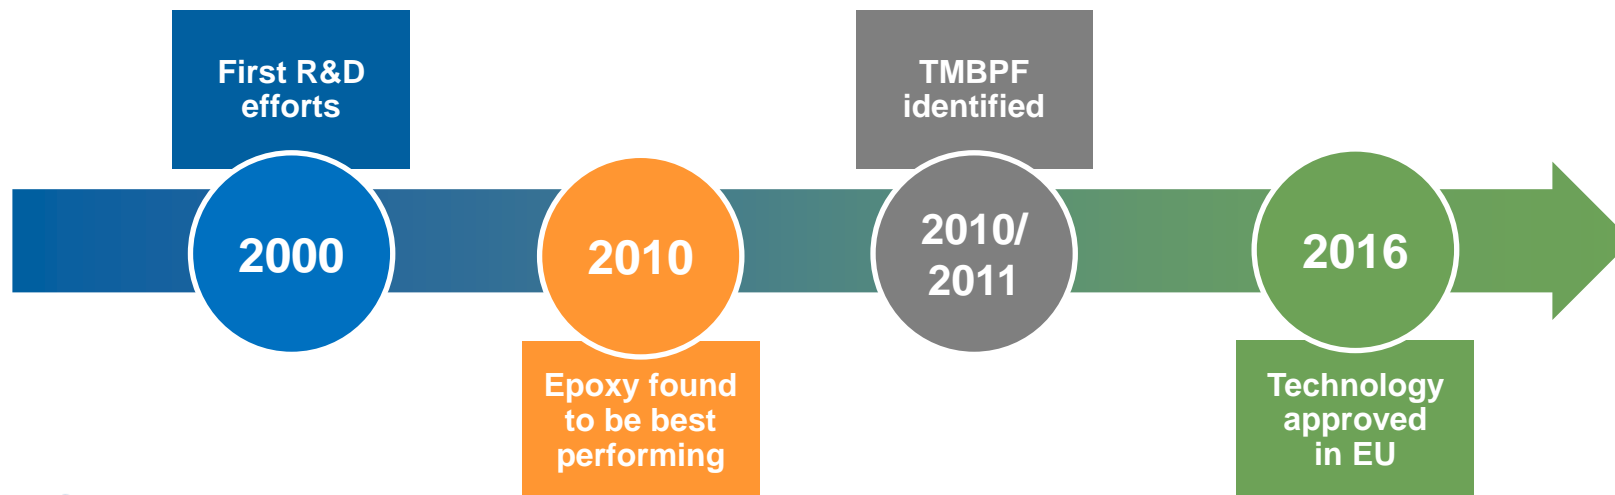 First R&D
efforts
2000
2010
Epoxy found
to be best
performing
TMBPF
identified
2010/
2011
2016
Technology
approved
in EU